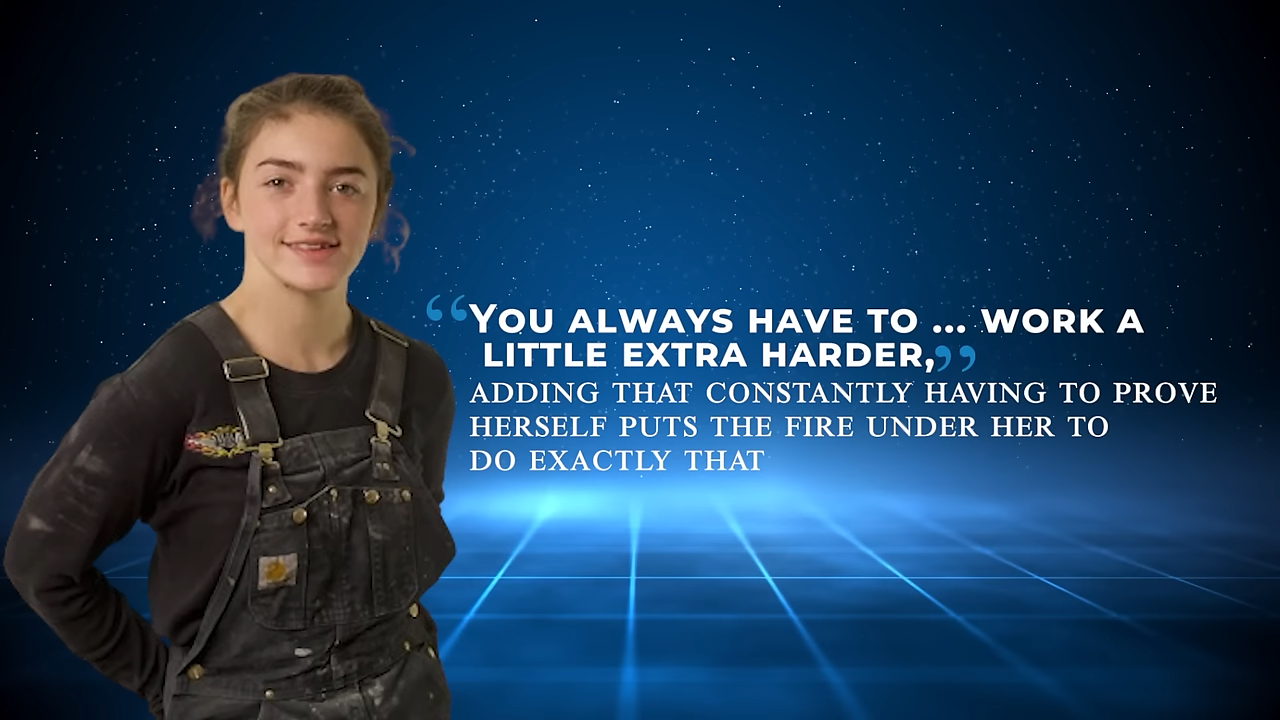 “YOU ALWAYS HAVE TO ... WORK A
LITTLE EXTRA HARDER,”
ADDING THAT CONSTANTLY HAVING TO PROVE
HERSELF PUTS THE FIRE UNDER HER TO
DO EXACTLY THAT